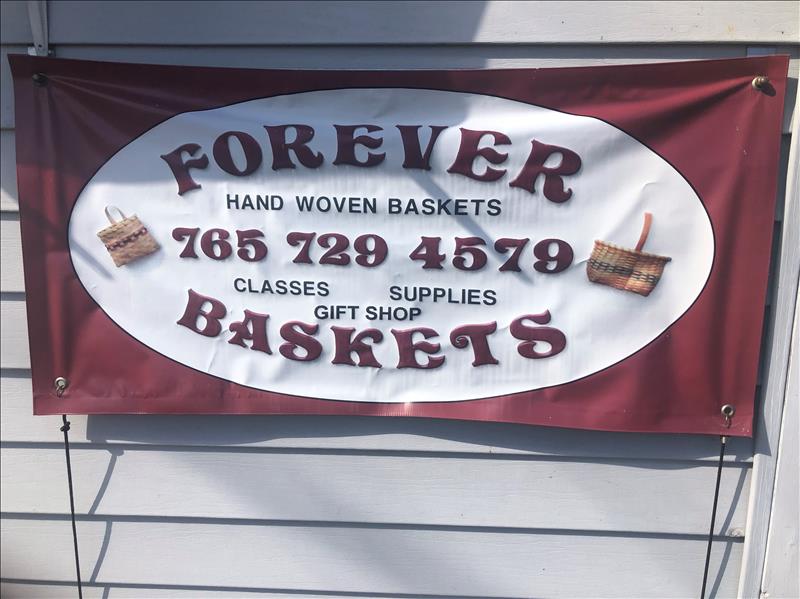 FOREVER
HAND WOVEN BASKETS
765 729 4579
CLASSES SUPPLIES
GIFT SHOP
BASKETS